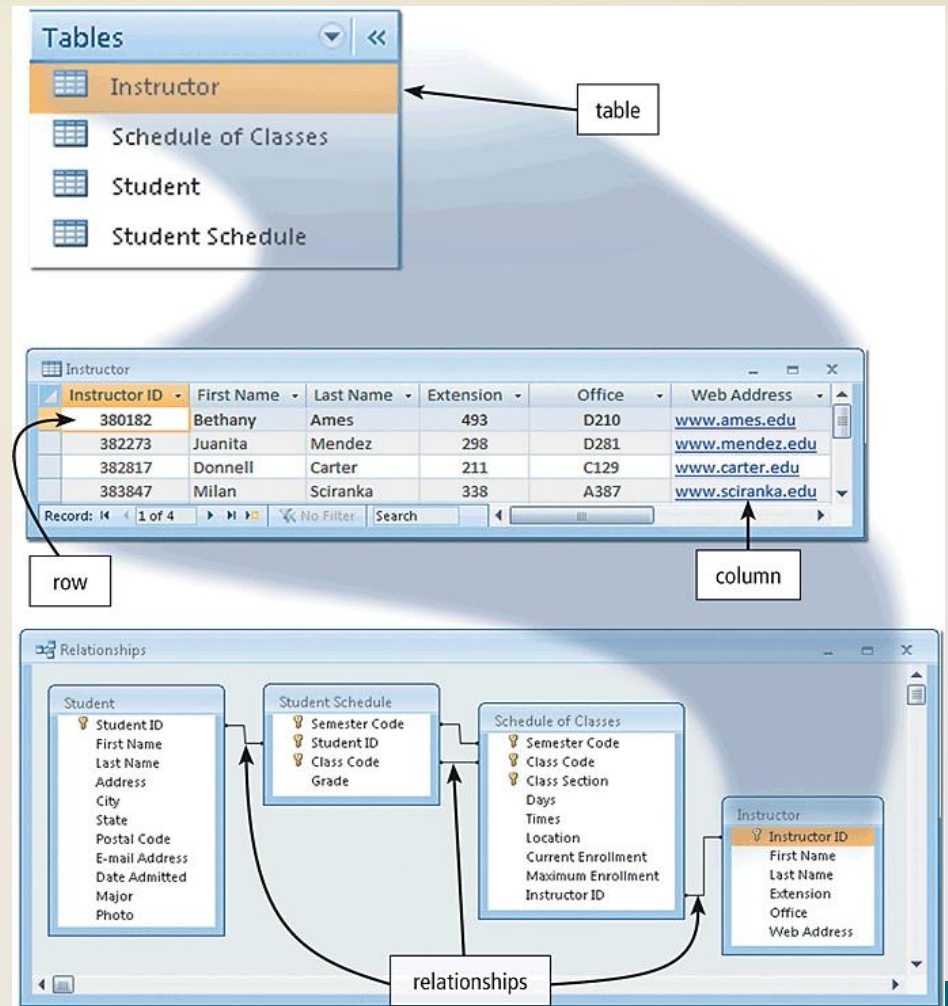 Tables
Instructor
Schedule of Classes
Student
Student Schedule
table
Instructor
Instructor ID First Name Last Name Extension Office Web Address
380182 Bethany Ames 493 D210 www.ames.edu
382273 Juanita Mendez 298 D281 www.mendez.edu
382817 Donnell Carter 211 C129 www.carter.edu
383847 Milan Sciranka 338 A387 www.sciranka.edu
Record: 1 of 4 No Filter Search
row
column
Relationships
Student
Student ID
First Name
Last Name
Address
City
State
Postal Code
E-mail Address
Date Admitted
Major
Photo
Student Schedule
Semester Code
Student ID
Class Code
Grade
Schedule of Classes
Semester Code
Class Code
Class Section
Days
Times
Location
Current Enrollment
Maximum Enrollment
Instructor ID
Instructor
Instructor ID
First Name
Last Name
Extension
Office
Web Address
relationships